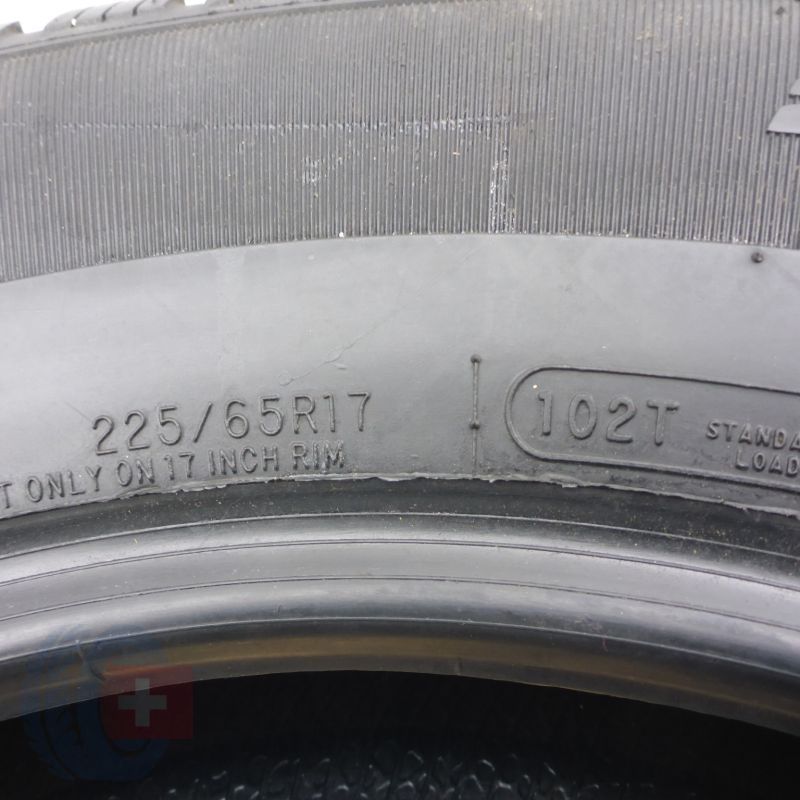 225/65R17
T ONLY ON 17 INCH RIM
102T
STANDA
LOAD